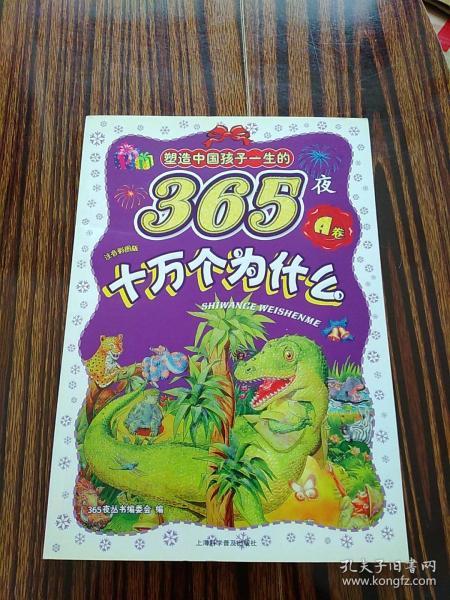 塑造中国孩子一生的
365夜
A卷
注音彩图版
十万个为什么
SHIWANGE WEISHENME
365夜丛书编委会 编
上海科学普及出版社
孔夫子旧书网
www.kongfz.com